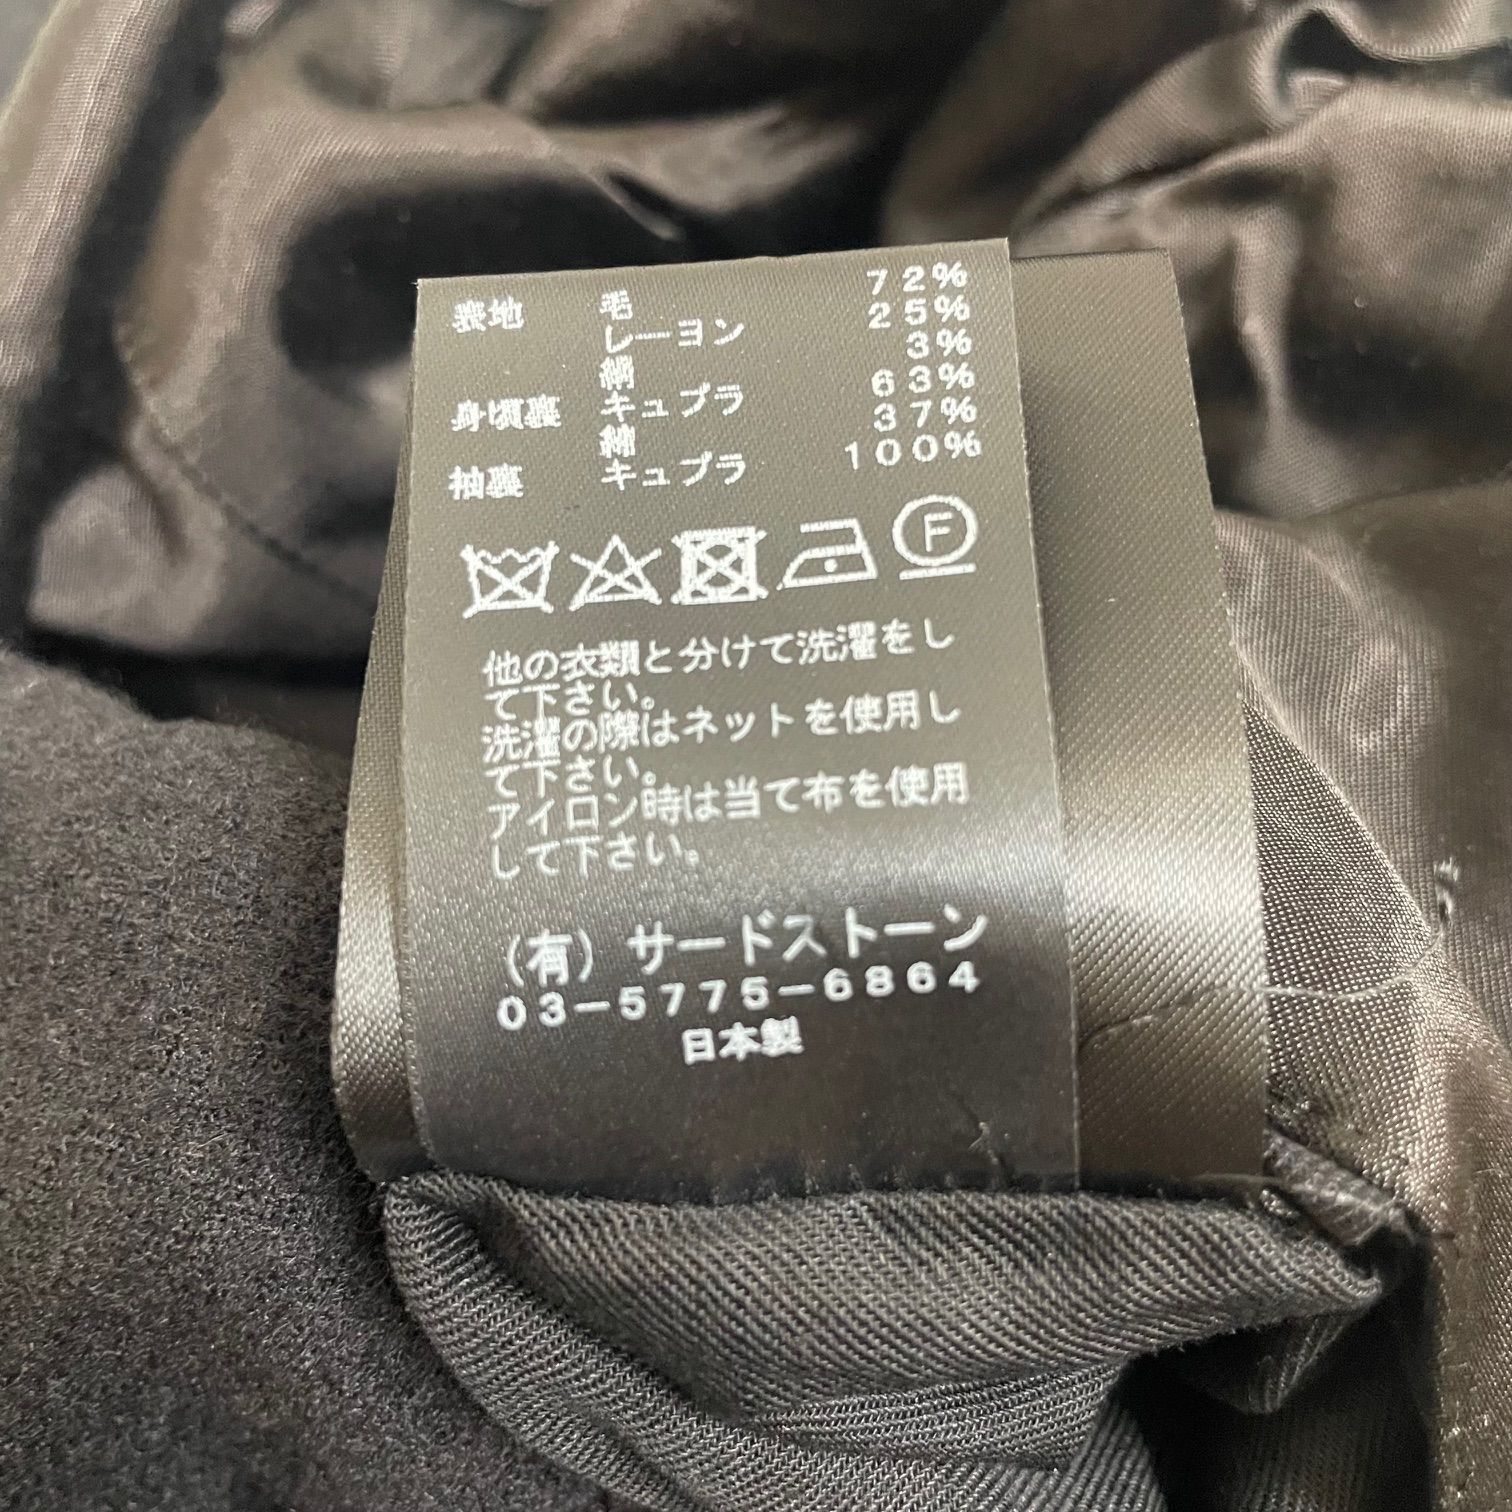 表地 毛 72%
レーヨン 25%
綿 3%
身頃裏 キュプラ 63%
綿 37%
袖裏 キュプラ 100%
F
他の衣類と分けて洗濯をし
て下さい。
洗濯の際はネットを使用し
て下さい。
アイロン時は当て布を使用
して下さい。
(有)サードストーン
03-5775-6864
日本製